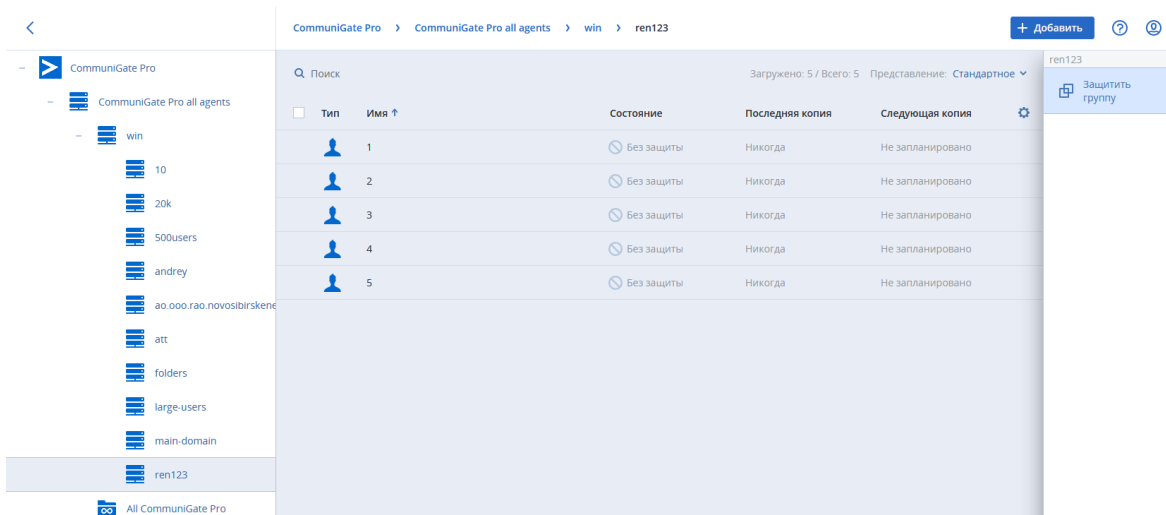 CommuniGate Pro > CommuniGate Pro all agents > win > ren123
+ Добавить
CommuniGate Pro
CommuniGate Pro all agents
win
10
20k
500users
andrey
ao.ooo.rao.novosibirskene
att
folders
large-users
main-domain
ren123
All CommuniGate Pro
Поиск
Загружено: 5 / Всего: 5 Представление: Стандартное
Тип Имя ↑ Состояние Последняя копия Следующая копия
1 Без защиты Никогда Не запланировано
2 Без защиты Никогда Не запланировано
3 Без защиты Никогда Не запланировано
4 Без защиты Никогда Не запланировано
5 Без защиты Никогда Не запланировано
ren123
Защитить
группу